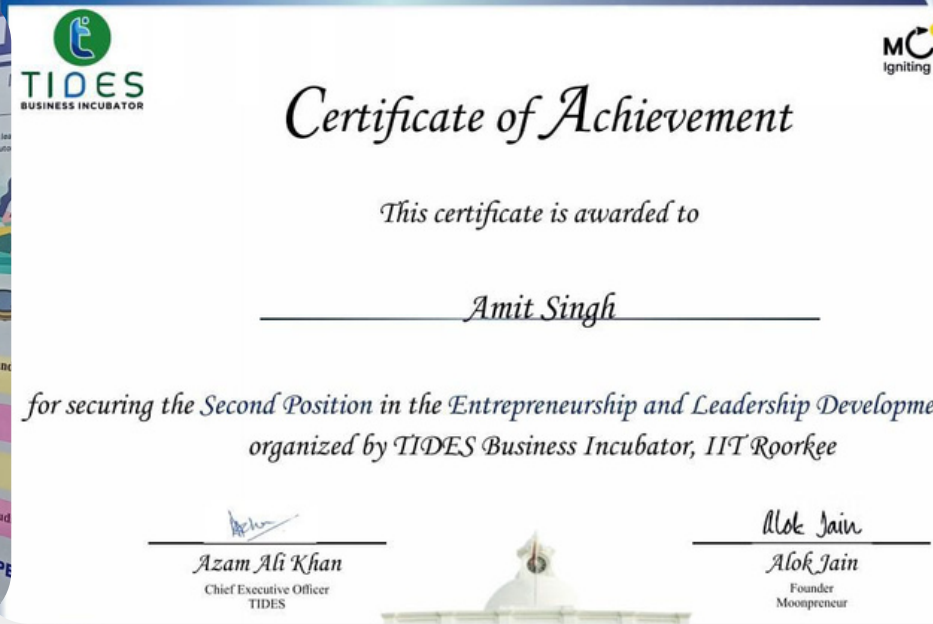 TIDES
BUSINESS INCUBATOR
Igniting
Certificate of Achievement
This certificate is awarded to
Amit Singh
for securing the Second Position in the Entrepreneurship and Leadership Developme
organized by TIDES Business Incubator, IIT Roorkee
Alok Jain
Azam Ali Khan
Chief Executive Officer
TIDES
Alok Jain
Founder
Moonpreneur